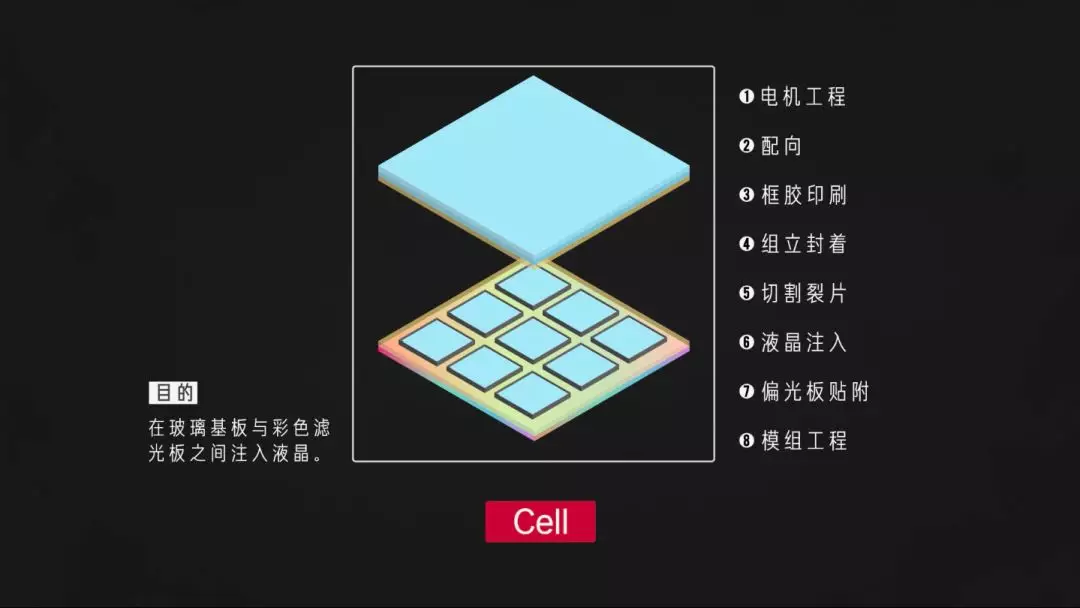 ❶电机工程
❷配向
❸框胶印刷
❹组立封着
❺切割裂片
❻液晶注入
❼偏光板贴附
❽模组工程
目的
在玻璃基板与彩色滤
光板之间注入液晶。
Cell